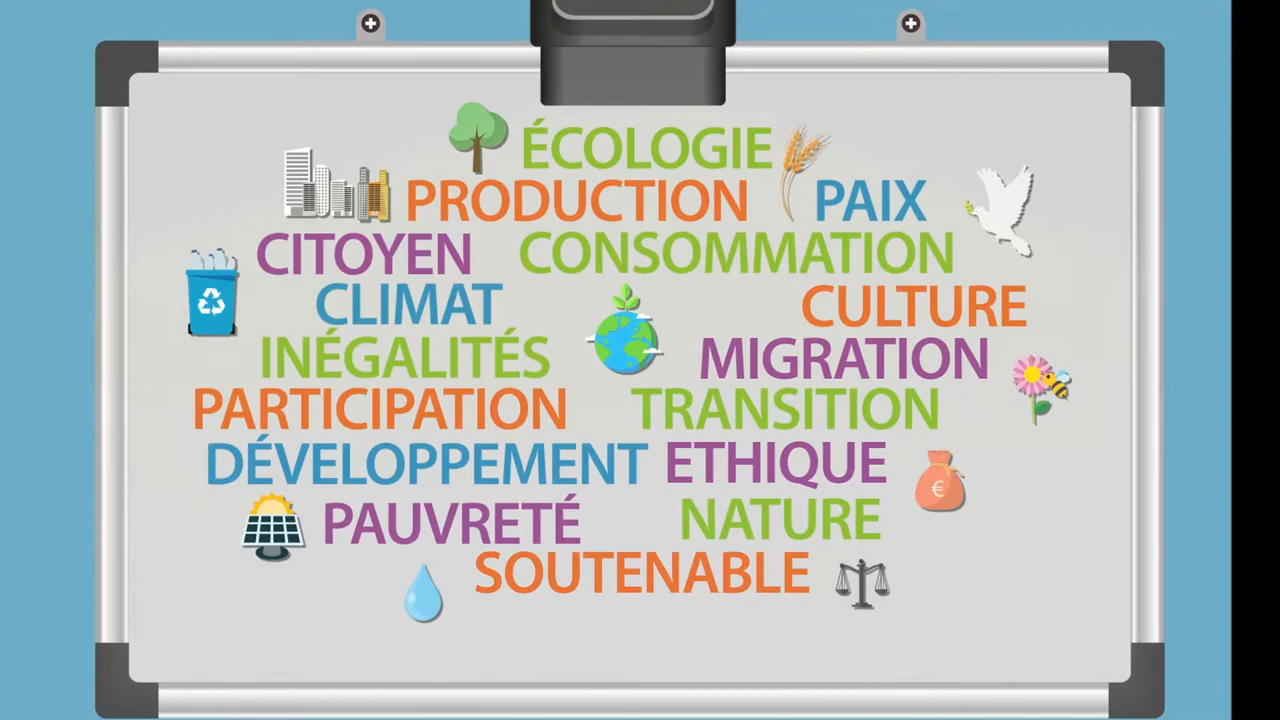 ÉCOLOGIE
PRODUCTION PAIX
CITOYEN CONSOMMATION
CLIMAT CULTURE
INÉGALITÉS MIGRATION
PARTICIPATION TRANSITION
DÉVELOPPEMENT ETHIQUE
€
PAUVRETÉ NATURE
SOUTENABLE